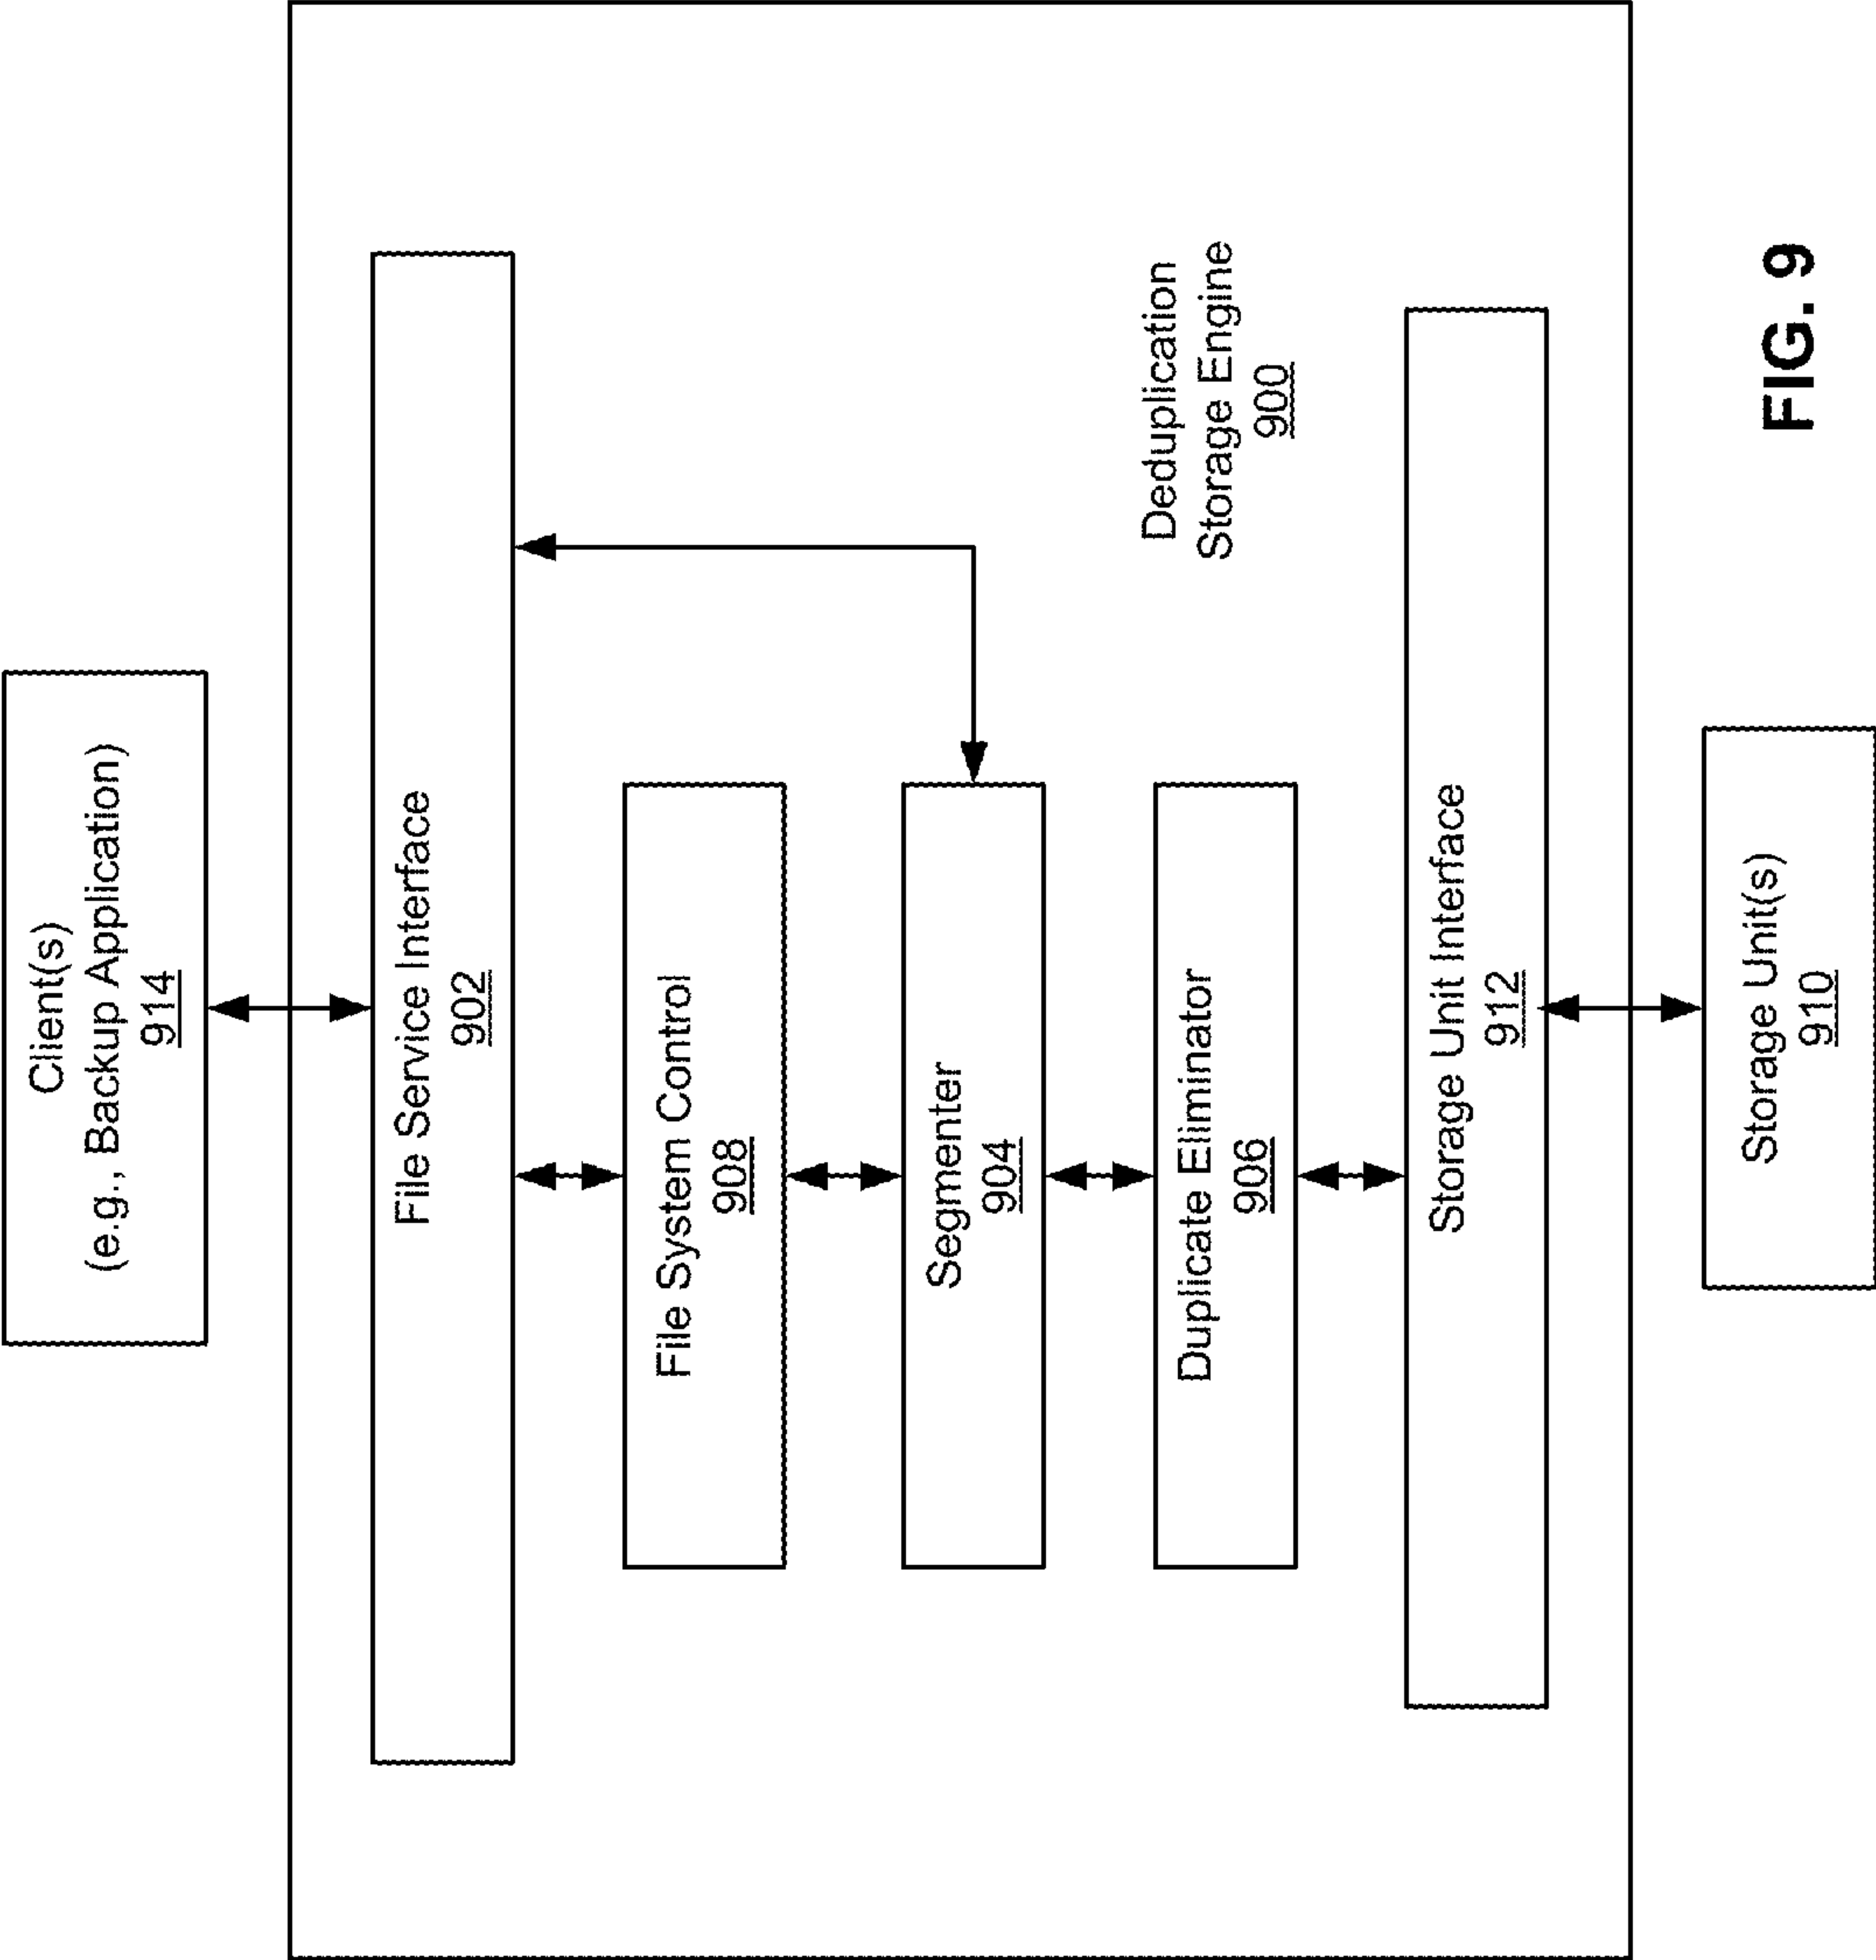 Client(s)
(e.g., Backup Application)
914
File Service Interface
902
File System Control
908
Segmenter
904
Duplicate Eliminator
906
Deduplication
Storage Engine
900
Storage Unit Interface
912
Storage Unit(s)
910
FIG. 9